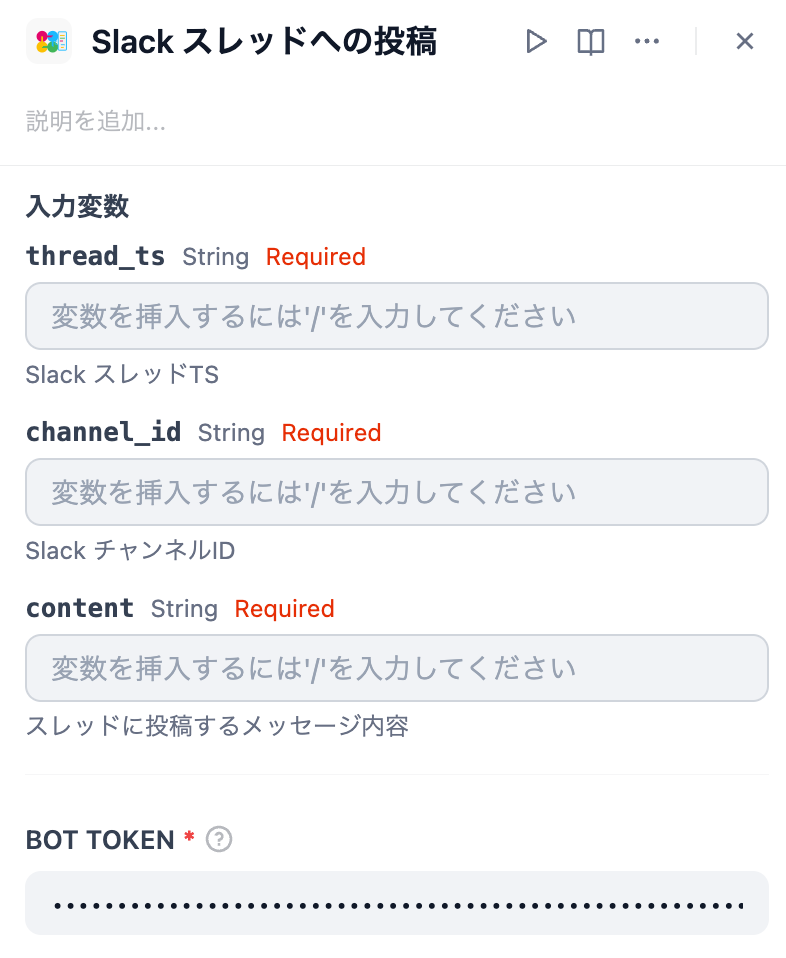 Slack スレッドへの投稿
説明を追加...
入力変数
thread_ts String Required
変数を挿入するには'/'を入力してください
Slack スレッドTS
channel_id String Required
変数を挿入するには'/'を入力してください
Slack チャンネルID
content String Required
変数を挿入するには'/'を入力してください
スレッドに投稿するメッセージ内容
BOT TOKEN *